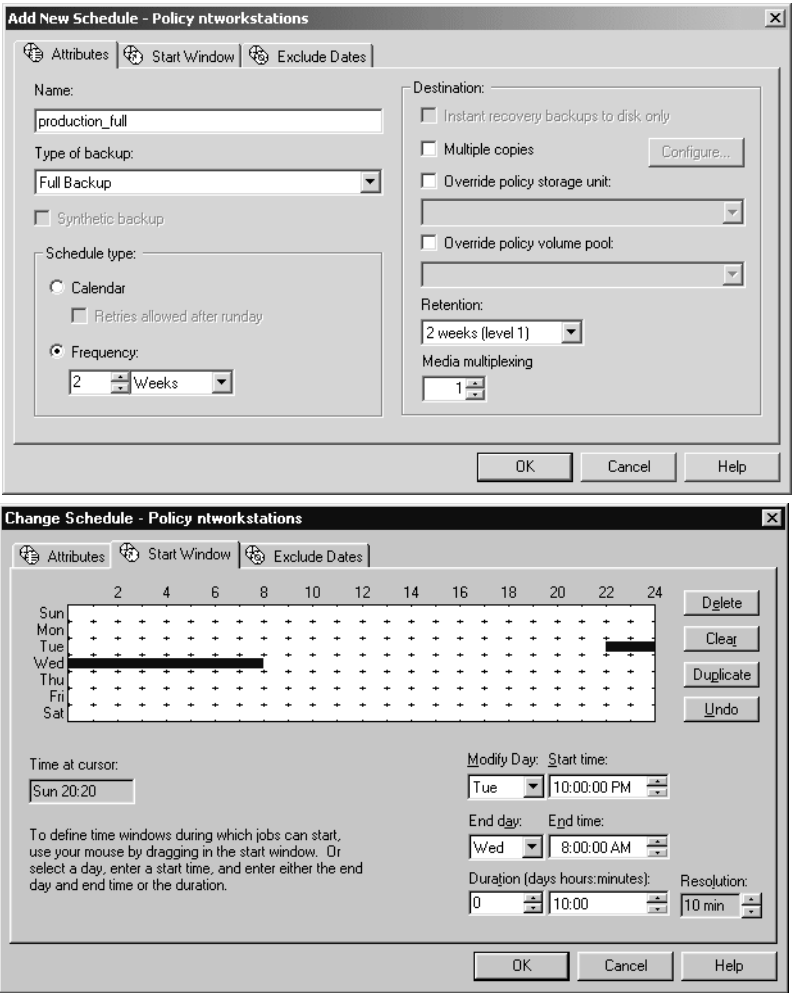 Add New Schedule - Policy ntworkstations
Attributes Start Window Exclude Dates
Name:
production_full
Type of backup:
Full Backup
Synthetic backup
Schedule type:
Calendar
Retries allowed after runday
Frequency:
2 Weeks
Destination:
Instant recovery backups to disk only
Multiple copies Configure...
Override policy storage unit:
Override policy volume pool:
Retention:
2 weeks (level 1)
Media multiplexing
1
OK Cancel Help
Change Schedule - Policy ntworkstations
Attributes Start Window Exclude Dates
2 4 6 8 10 12 14 16 18 20 22 24
Sun
Mon
Tue
Wed
Thu
Fri
Sat
Delete
Clear
Duplicate
Undo
Time at cursor:
Sun 20:20
To define time windows during which jobs can start,
use your mouse by dragging in the start window. Or
select a day, enter a start time, and enter either the end
day and end time or the duration.
Modify Day: Start time:
Tue 10:00:00 PM
End day: End time:
Wed 8:00:00 AM
Duration (days hours:minutes): Resolution:
0 10:00 10 min
OK Cancel Help